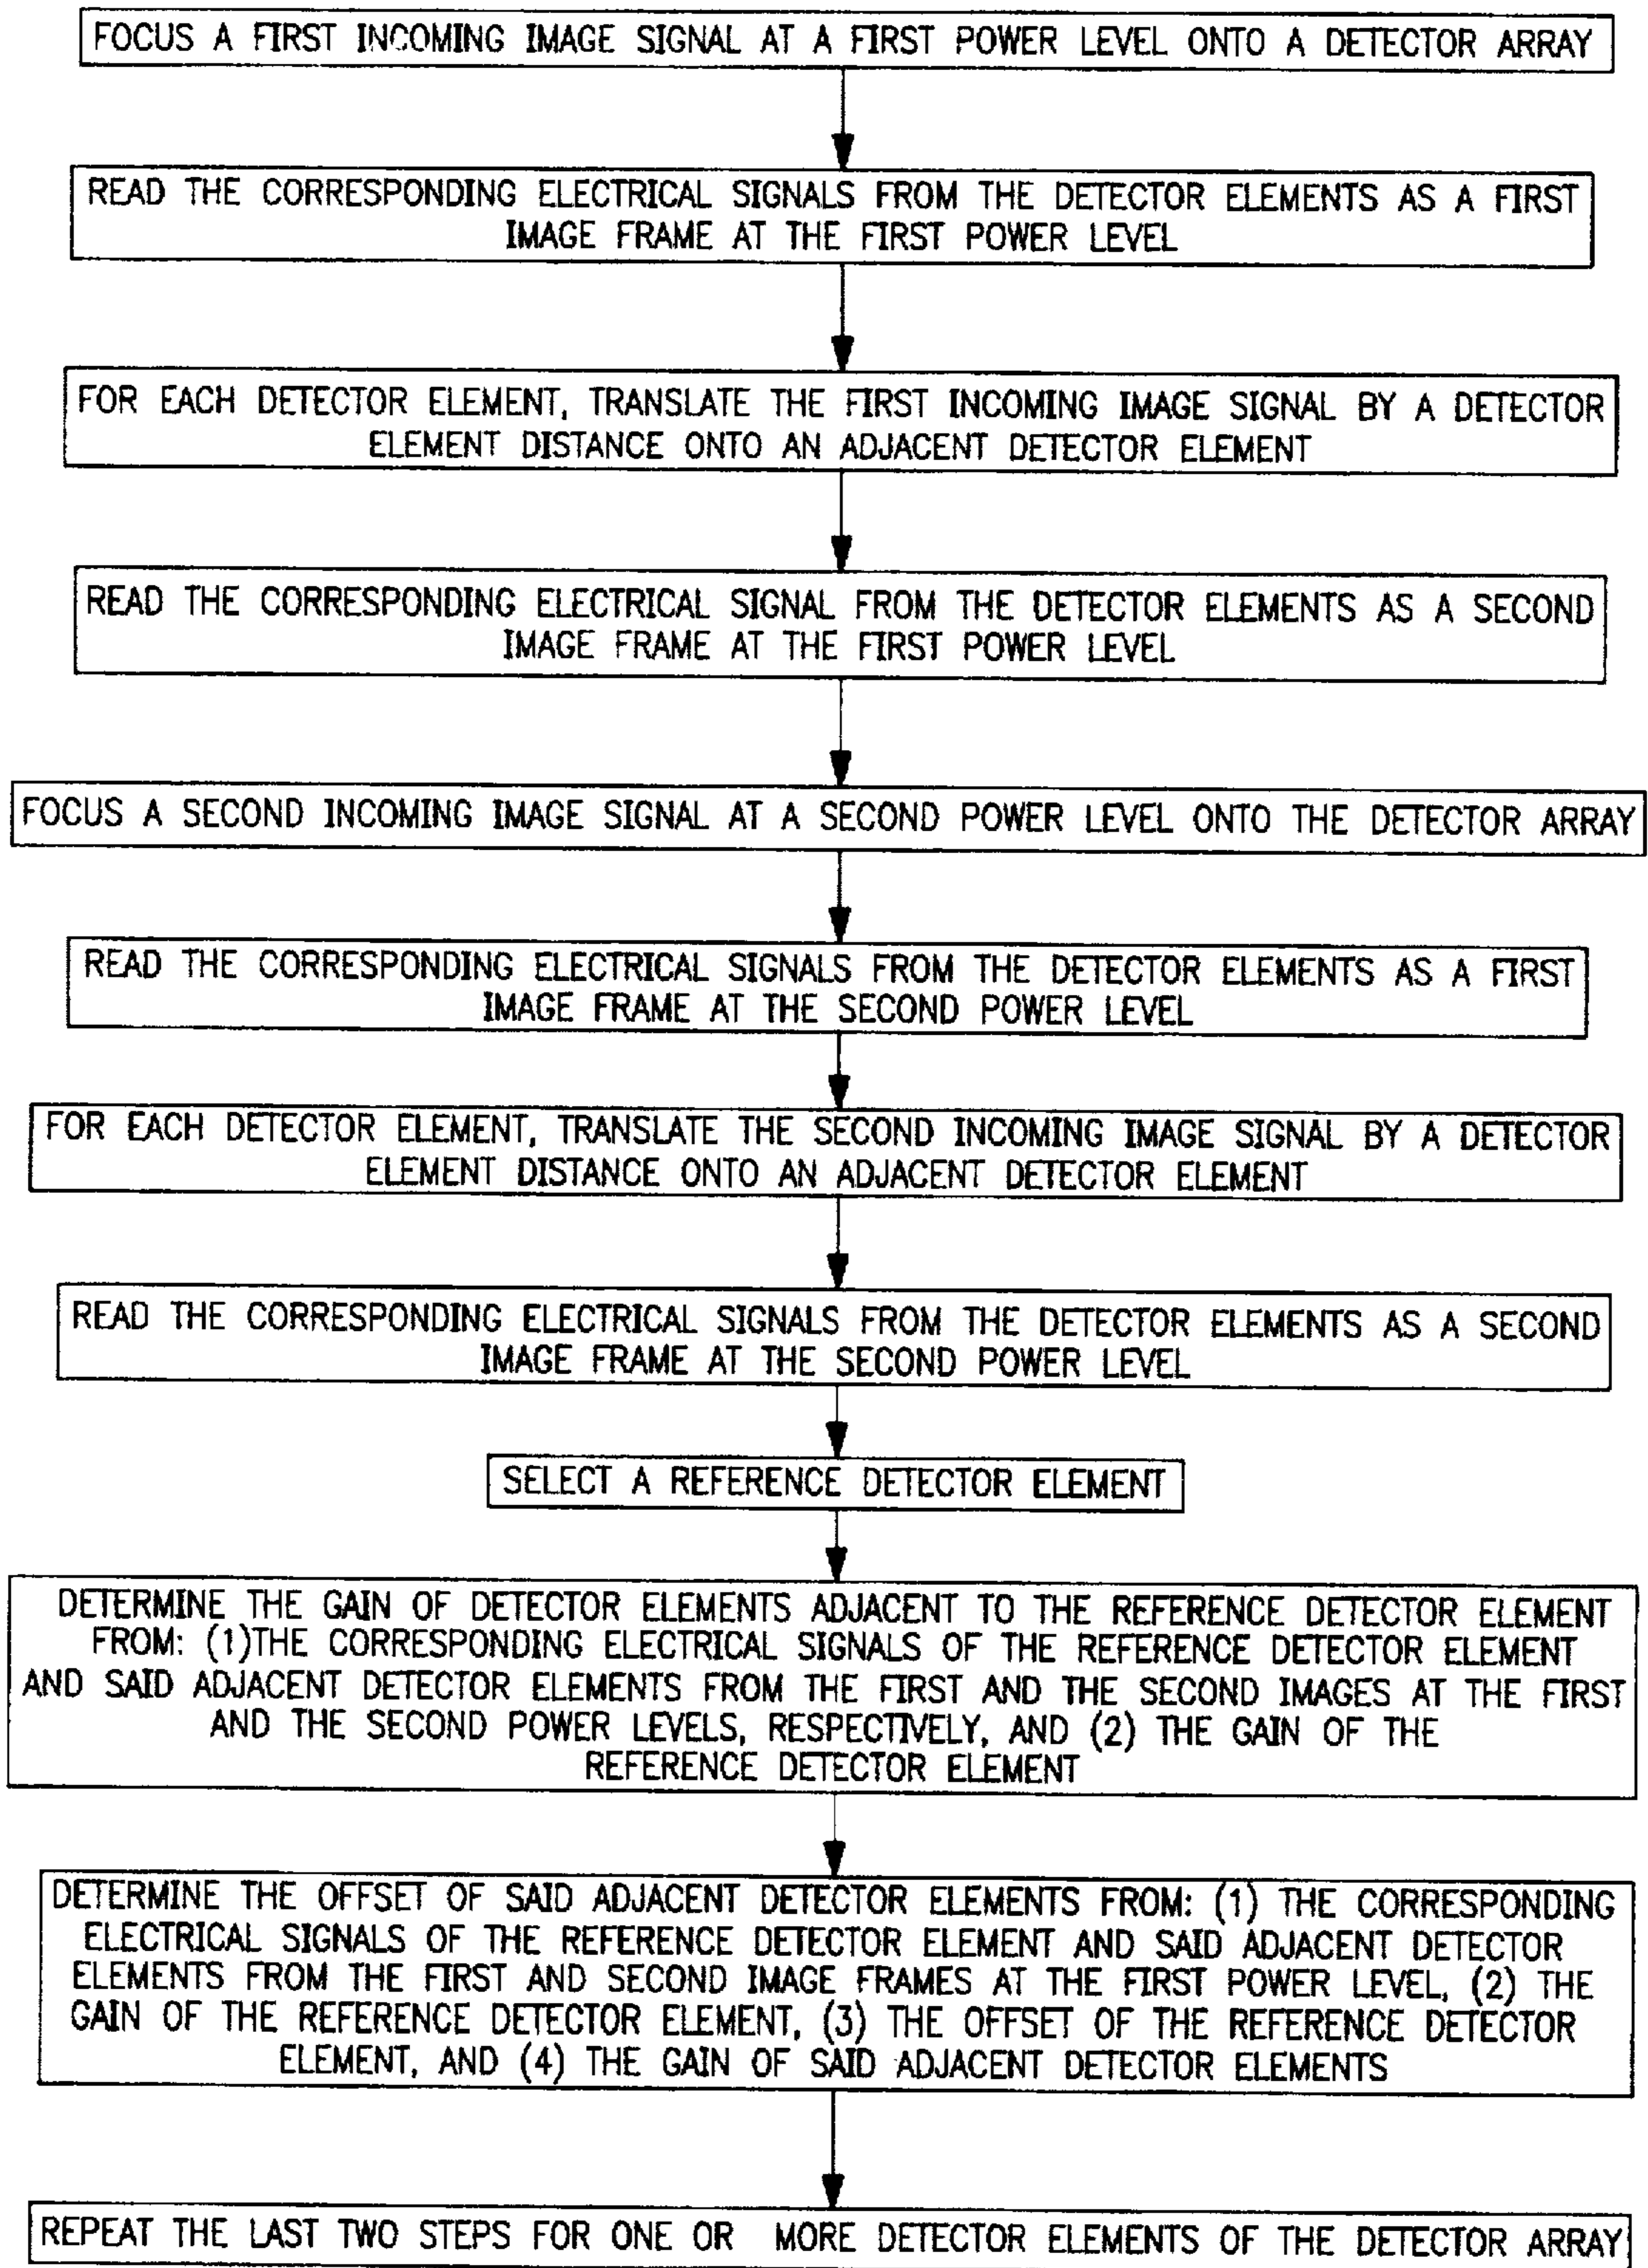 FOCUS A FIRST INCOMING IMAGE SIGNAL AT A FIRST POWER LEVEL ONTO A DETECTOR ARRAY
READ THE CORRESPONDING ELECTRICAL SIGNALS FROM THE DETECTOR ELEMENTS AS A FIRST
IMAGE FRAME AT THE FIRST POWER LEVEL
FOR EACH DETECTOR ELEMENT, TRANSLATE THE FIRST INCOMING IMAGE SIGNAL BY A DETECTOR
ELEMENT DISTANCE ONTO AN ADJACENT DETECTOR ELEMENT
READ THE CORRESPONDING ELECTRICAL SIGNAL FROM THE DETECTOR ELEMENTS AS A SECOND
IMAGE FRAME AT THE FIRST POWER LEVEL
FOCUS A SECOND INCOMING IMAGE SIGNAL AT A SECOND POWER LEVEL ONTO THE DETECTOR ARRAY
READ THE CORRESPONDING ELECTRICAL SIGNALS FROM THE DETECTOR ELEMENTS AS A FIRST
IMAGE FRAME AT THE SECOND POWER LEVEL
FOR EACH DETECTOR ELEMENT, TRANSLATE THE SECOND INCOMING IMAGE SIGNAL BY A DETECTOR
ELEMENT DISTANCE ONTO AN ADJACENT DETECTOR ELEMENT
READ THE CORRESPONDING ELECTRICAL SIGNALS FROM THE DETECTOR ELEMENTS AS A SECOND
IMAGE FRAME AT THE SECOND POWER LEVEL
SELECT A REFERENCE DETECTOR ELEMENT
DETERMINE THE GAIN OF DETECTOR ELEMENTS ADJACENT TO THE REFERENCE DETECTOR ELEMENT
FROM: (1)THE CORRESPONDING ELECTRICAL SIGNALS OF THE REFERENCE DETECTOR ELEMENT
AND SAID ADJACENT DETECTOR ELEMENTS FROM THE FIRST AND THE SECOND IMAGES AT THE FIRST
AND THE SECOND POWER LEVELS, RESPECTIVELY, AND (2) THE GAIN OF THE
REFERENCE DETECTOR ELEMENT
DETERMINE THE OFFSET OF SAID ADJACENT DETECTOR ELEMENTS FROM: (1) THE CORRESPONDING
ELECTRICAL SIGNALS OF THE REFERENCE DETECTOR ELEMENT AND SAID ADJACENT DETECTOR
ELEMENTS FROM THE FIRST AND SECOND IMAGE FRAMES AT THE FIRST POWER LEVEL, (2) THE
GAIN OF THE REFERENCE DETECTOR ELEMENT, (3) THE OFFSET OF THE REFERENCE DETECTOR
ELEMENT, AND (4) THE GAIN OF SAID ADJACENT DETECTOR ELEMENTS
REPEAT THE LAST TWO STEPS FOR ONE OR MORE DETECTOR ELEMENTS OF THE DETECTOR ARRAY